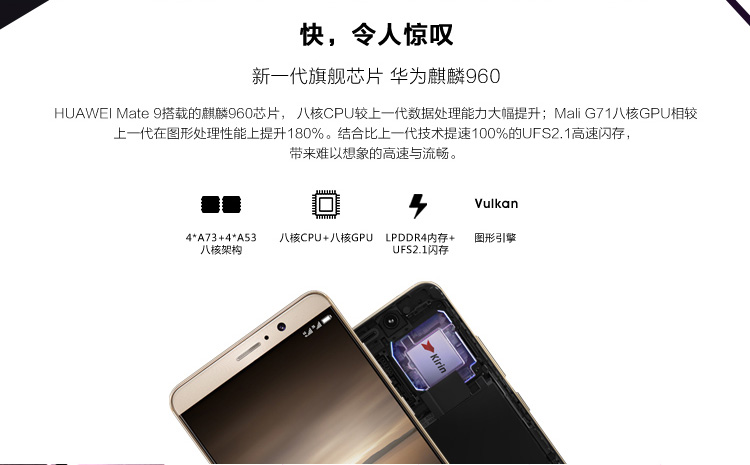 快，令人惊叹
新一代旗舰芯片 华为麒麟960
HUAWEI Mate 9搭载的麒麟960芯片， 八核CPU较上一代数据处理能力大幅提升；Mali G71八核GPU相较
上一代在图形处理性能上提升180%。结合比上一代技术提速100%的UFS2.1高速闪存，
带来难以想象的高速与流畅。
Vulkan
4*A73+4*A53
八核架构
八核CPU+八核GPU
LPDDR4内存+
UFS2.1闪存
图形引擎
Kirin